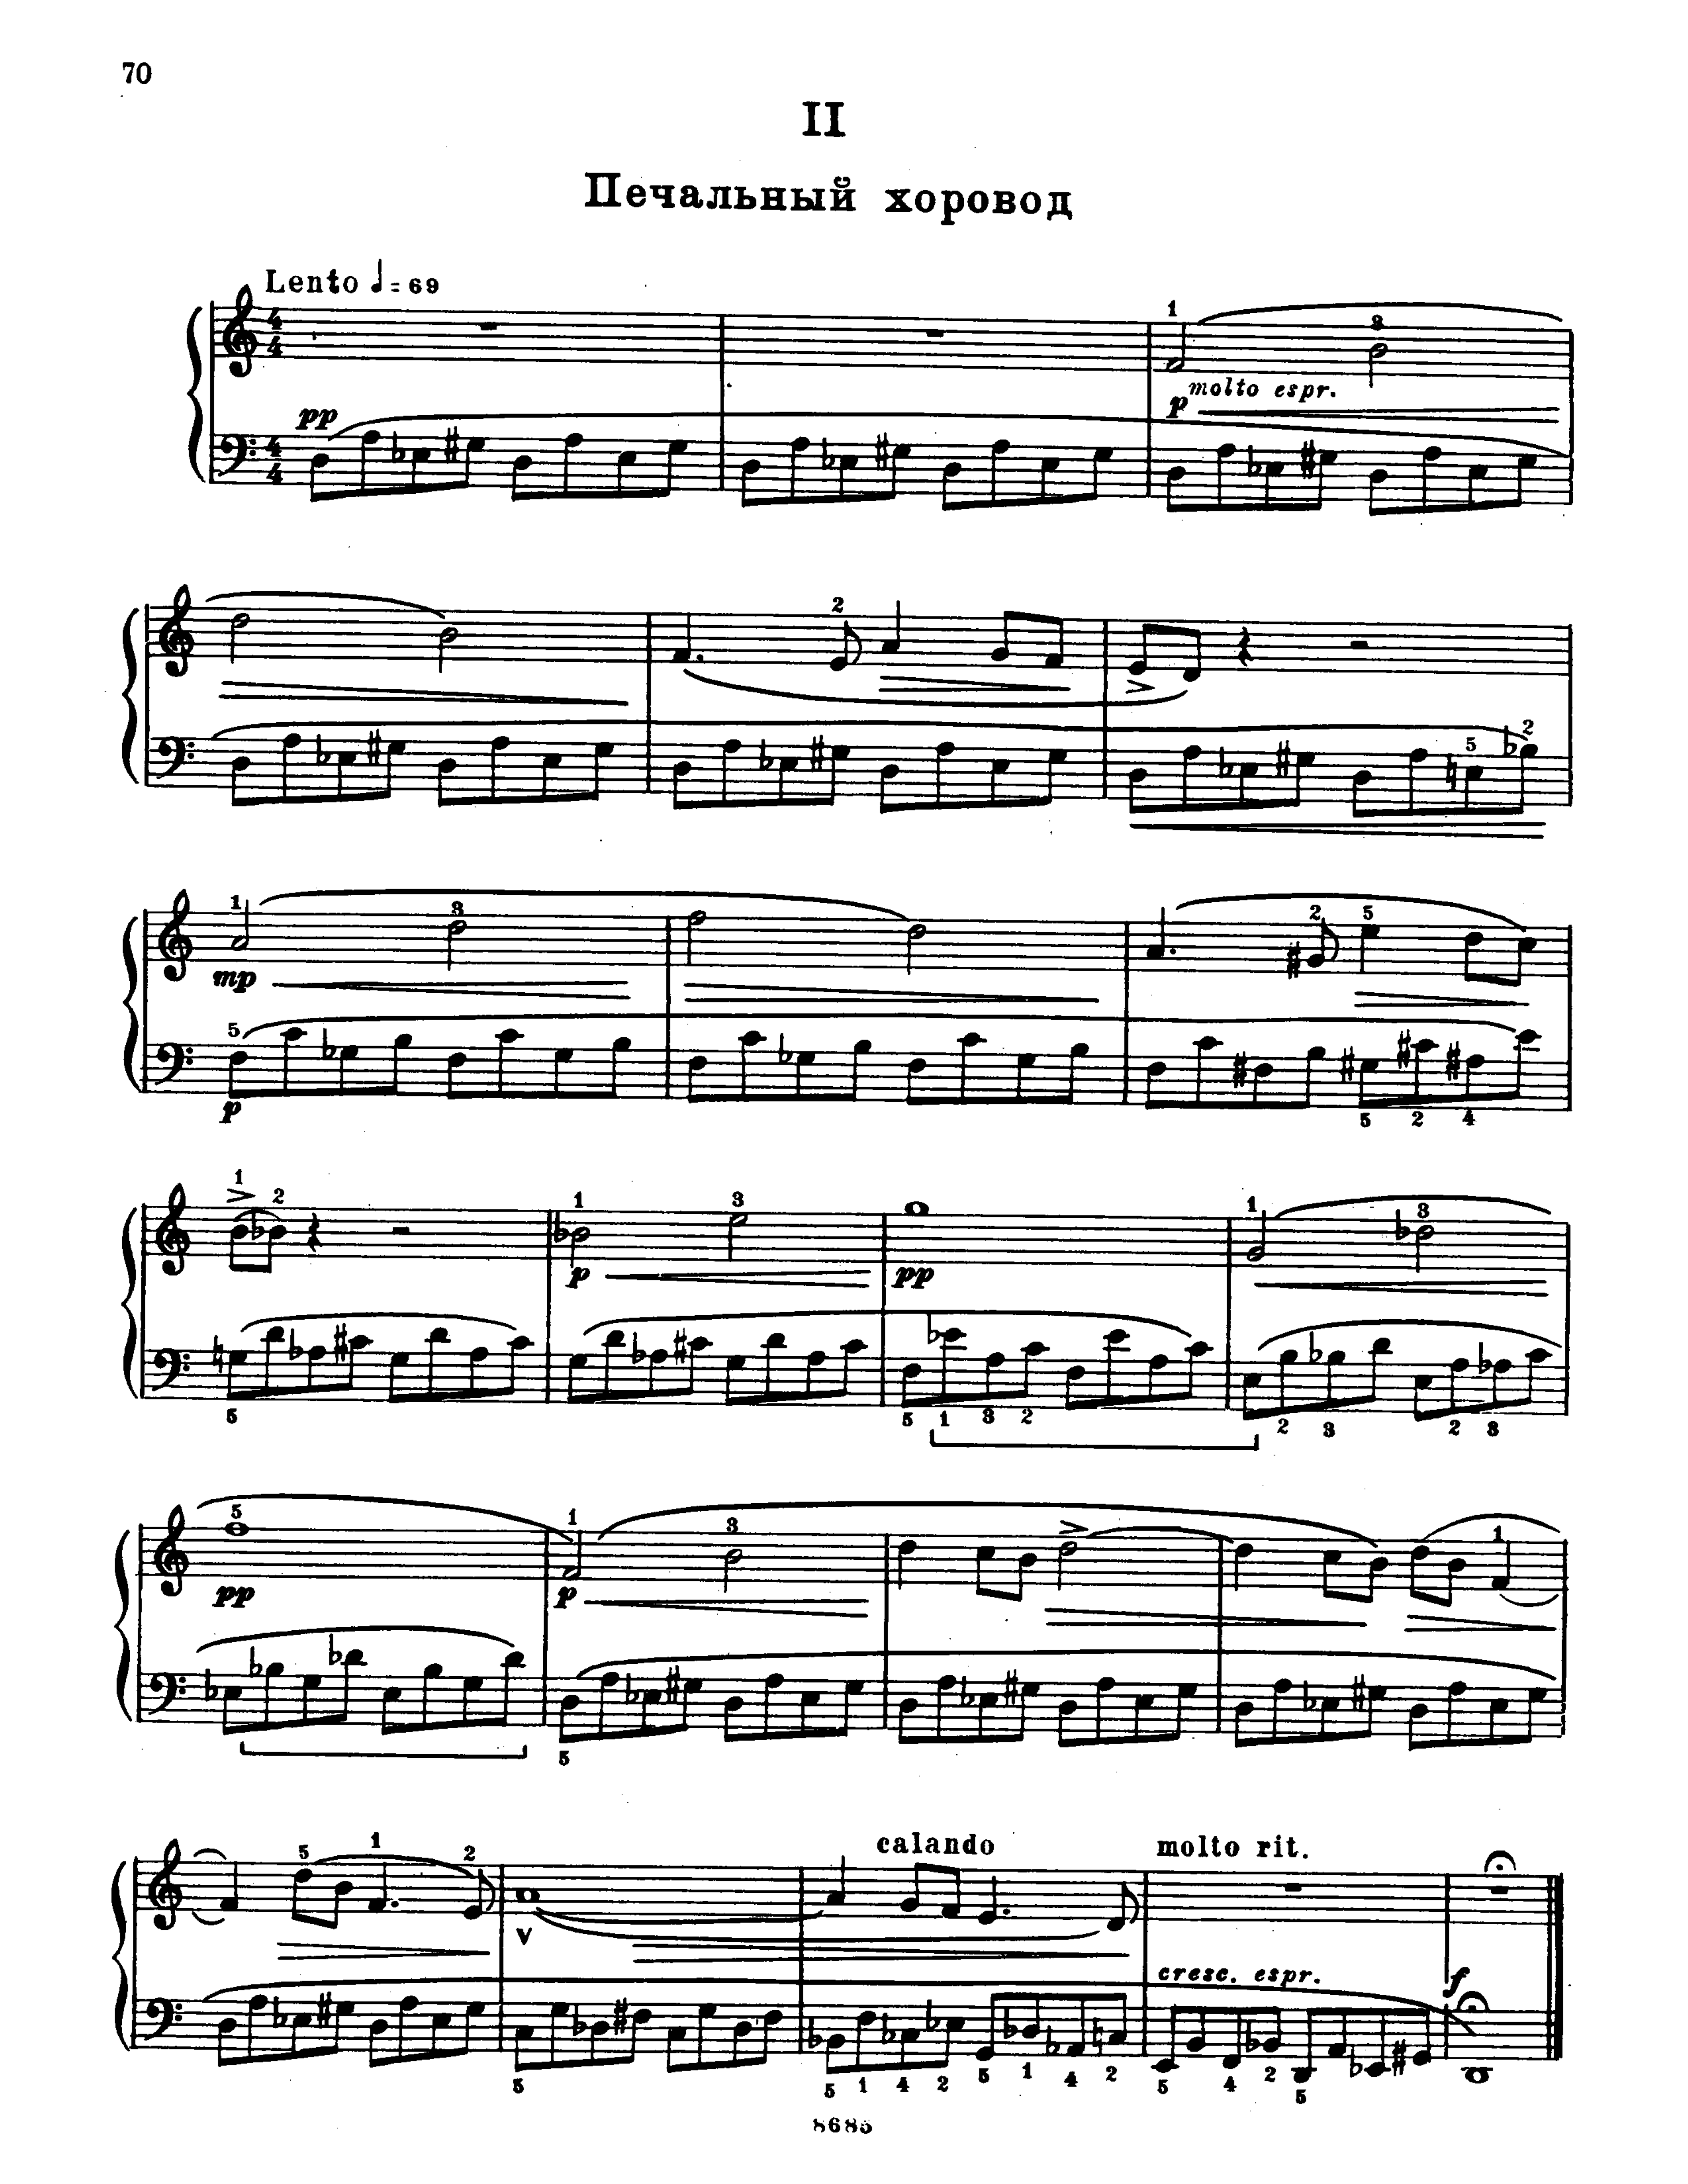 70
II
Печальный хоровод
Lento ♩= 69
4 4 1 3
4 4 molto espr.
pp p
4
4
2
2
5
1 3 2 5
mp
5
p 5 2 4
1 2 1 3 1 3
p pp
5 5 1 3 2 2 3 2 3
5 1 3 1
pp p
5
calando molto rit.
5 1 2
cresc. espr. f
5 5 1 4 2 5 1 4 2 5 4 2 5
8685